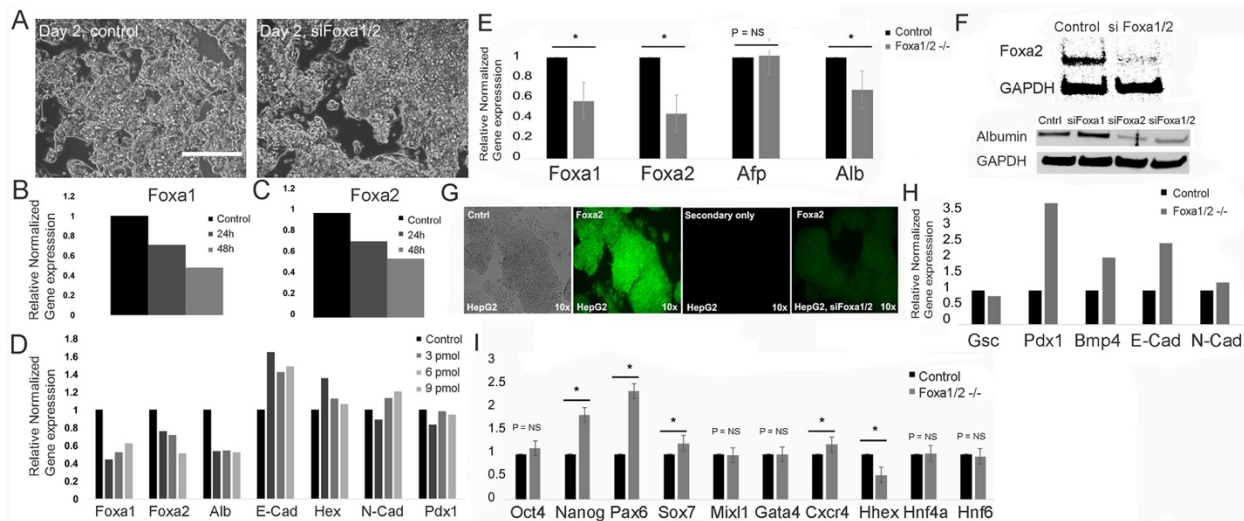 A
Day 2, control
Day 2, siFoxa1/2
B
Foxa1
Relative Normalized
Gene expresssion
1.2
1
0.8
0.6
0.4
0.2
0
Control
24h
48h
C
Foxa2
1.2
1
0.8
0.6
0.4
0.2
0
Control
24h
48h
D
Relative Normalized
Gene expresssion
1.8
1.6
1.4
1.2
1
0.8
0.6
0.4
0.2
0
Control
3 pmol
6 pmol
9 pmol
Foxa1 Foxa2 Alb E-Cad Hex N-Cad Pdx1
E
Relative Normalized
Gene expresssion
1
0.8
0.6
0.4
0.2
0
* * P = NS *
Control
Foxa1/2 -/-
Foxa1 Foxa2 Afp Alb
F
Control si Foxa1/2
Foxa2
GAPDH
Cntrl siFoxa1 siFoxa2 siFoxa1/2
Albumin
GAPDH
G
Cntrl
HepG2 10x
Foxa2
HepG2 10x
Secondary only
HepG2 10x
Foxa2
HepG2, siFoxa1/2 10x
H
Relative Normalized
Gene expresssion
3.5
2.5
2
1.5
1
0.5
0
Control
Foxa1/2 -/-
Gsc Pdx1 Bmp4 E-Cad N-Cad
I
3
2.5
2
1.5
1
0.5
0
P = NS * * * P = NS P = NS * * P = NS P = NS
Control
Foxa1/2 -/-
Oct4 Nanog Pax6 Sox7 Mixl1 Gata4 Cxcr4 Hhex Hnf4a Hnf6